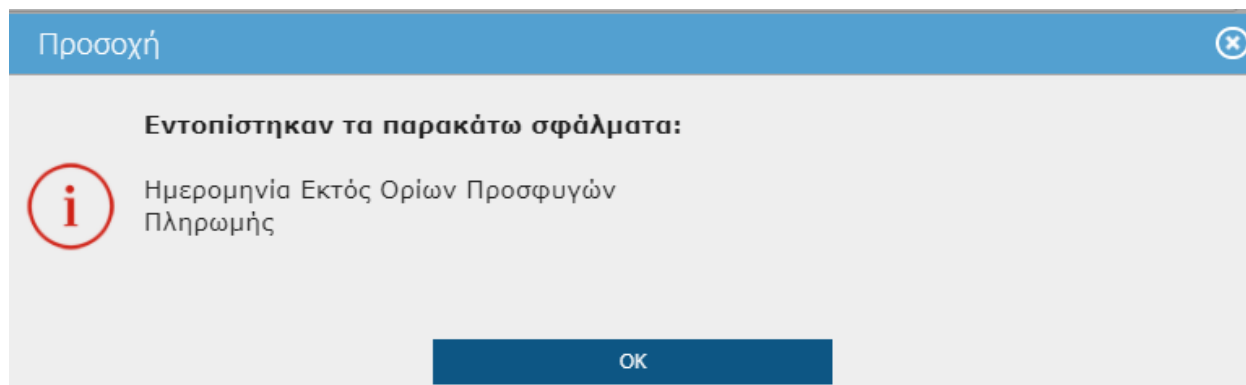 Προσοχή
Εντοπίστηκαν τα παρακάτω σφάλματα:
Ημερομηνία Εκτός Ορίων Προσφυγών
Πληρωμής
i
OK